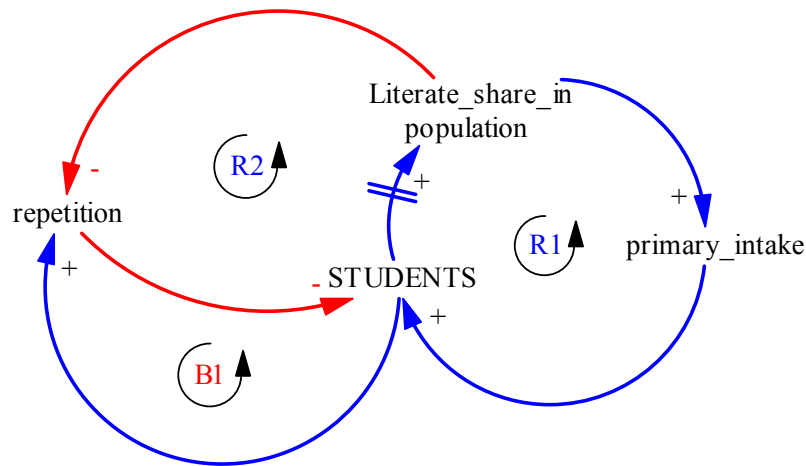 Literate_share_in
population
R2
+
-
+
repetition
R1
primary_intake
+
- STUDENTS
+
B1